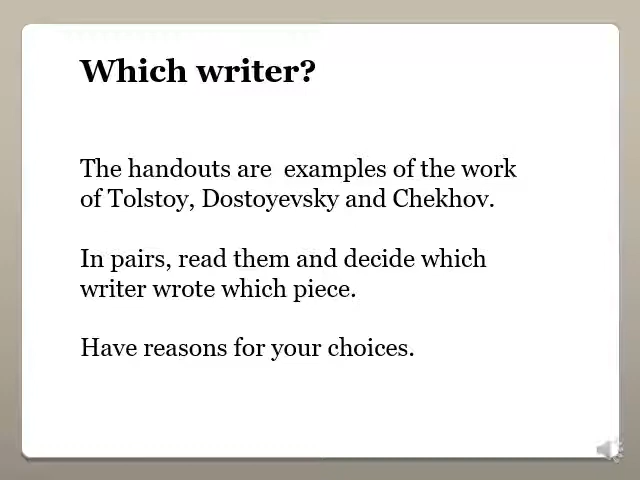 Which writer?
The handouts are  examples of the work
of Tolstoy, Dostoyevsky and Chekhov.
In pairs, read them and decide which
writer wrote which piece.
Have reasons for your choices.